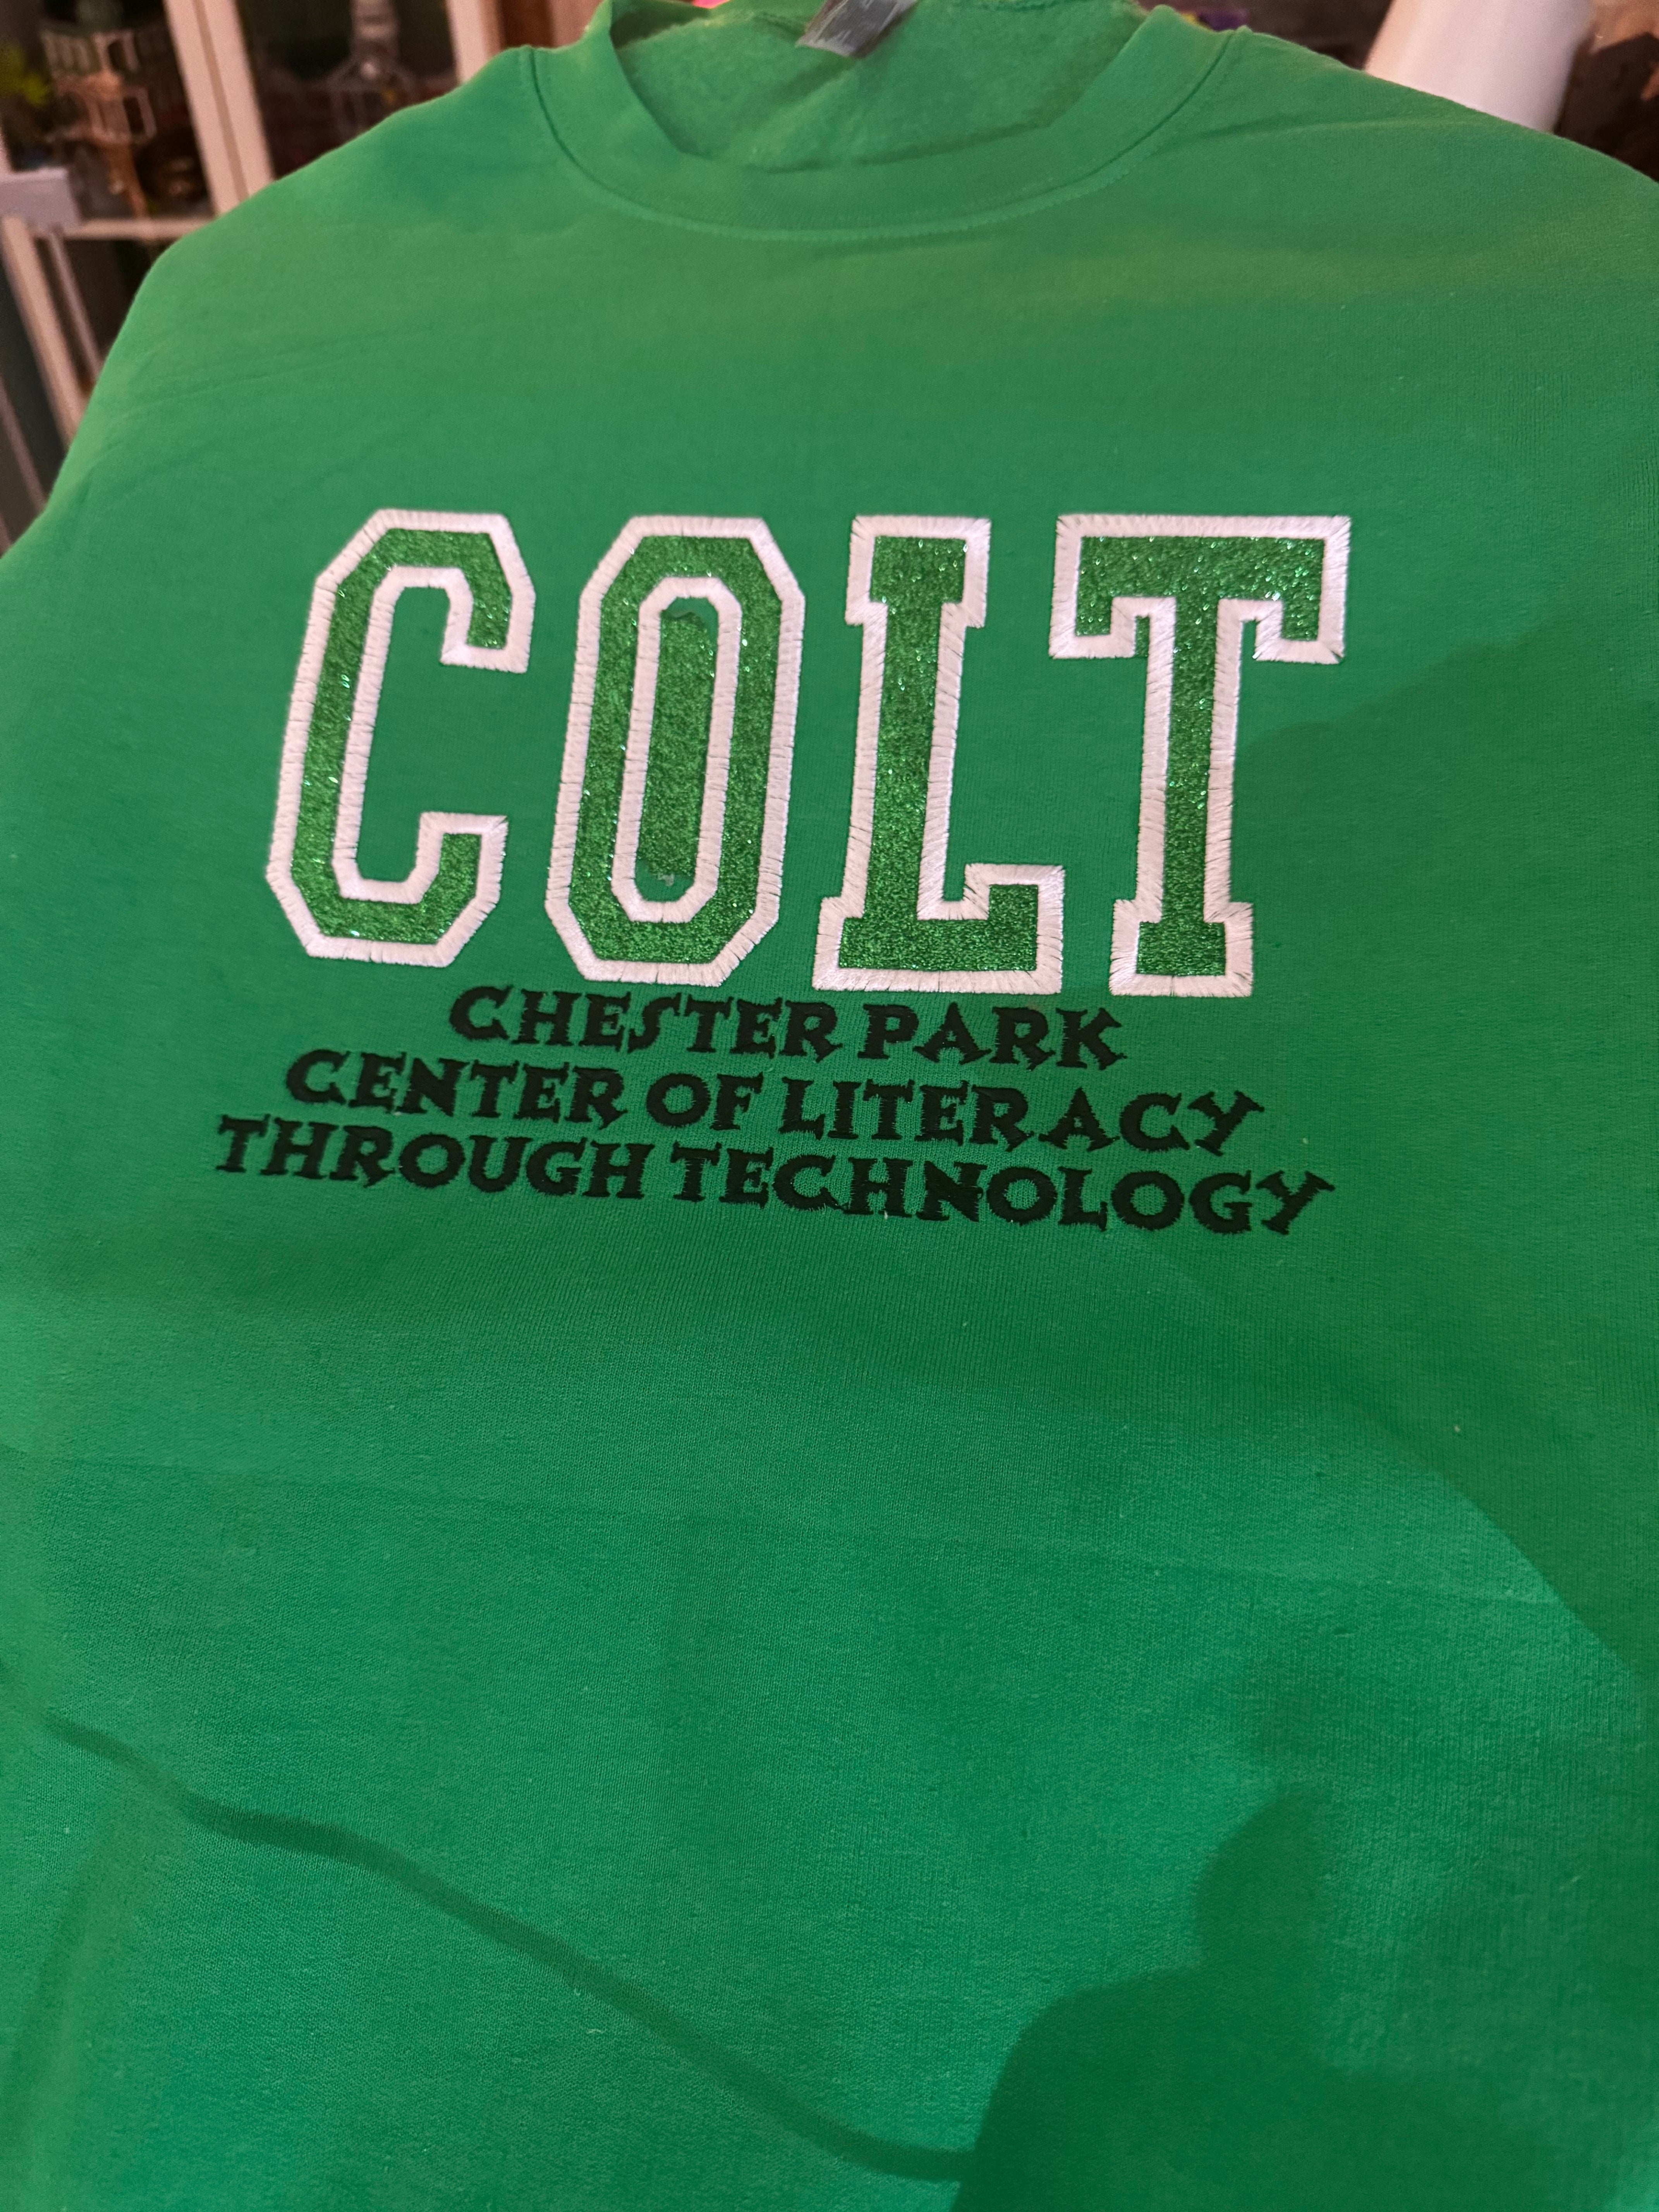 COLT
CHESTER PARK
CENTER OF LITERACY
THROUGH TECHNOLOGY